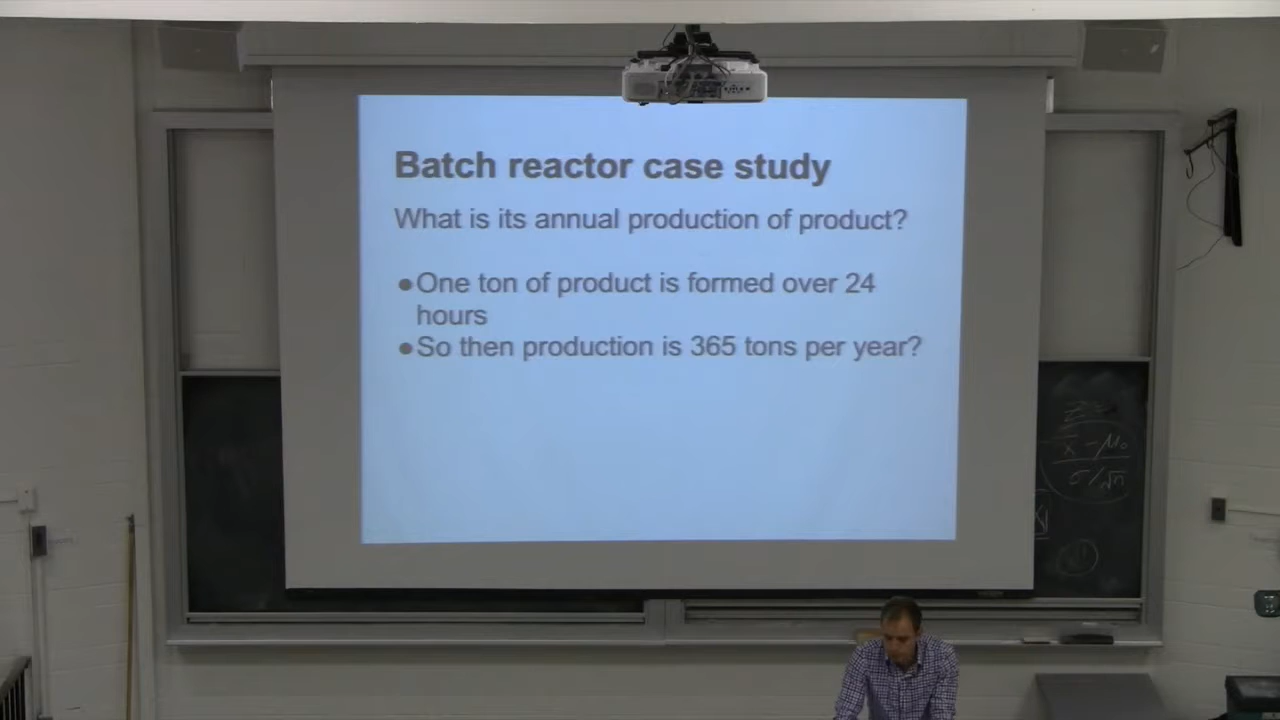 Batch reactor case study
What is its annual production of product?
●One ton of product is formed over 24
hours
●So then production is 365 tons per year?
x̄ - μ₀
σ/√n